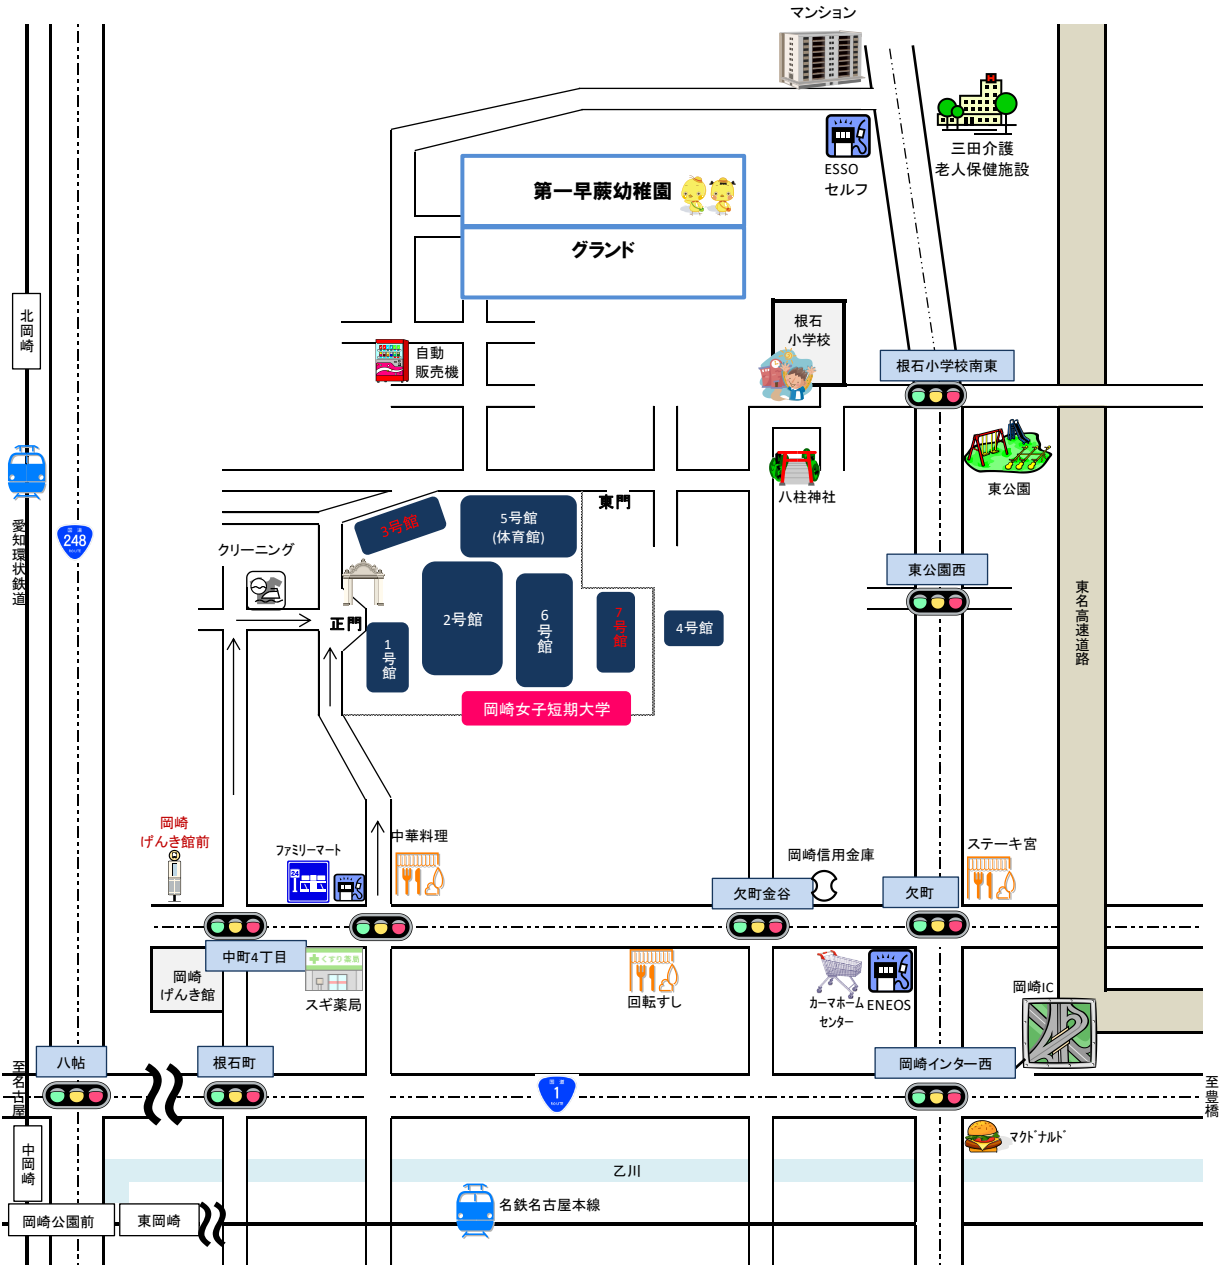 マンション
三田介護
老人保健施設
ESSO
セルフ
第一早蕨幼稚園
グランド
北岡崎
根石
小学校
根石小学校南東
自動
販売機
東公園
八柱神社
東門
3号館
5号館
(体育館)
国道
248
ROUTE
愛知環状鉄道
クリーニング
東公園西
東名高速道路
正門
1号館
2号館
6号館
7号館
4号館
岡崎女子短期大学
岡崎
げんき館前
ファミリーマート
24
中華料理
岡崎信用金庫
ステーキ宮
欠町金谷
欠町
中町4丁目
くすり薬局
岡崎
げんき館
スギ薬局
回転すし
カーマホーム
センター
ENEOS
岡崎IC
八帖
根石町
岡崎インター西
至名古屋
国道
1
ROUTE
至豊橋
マクドナルド
中岡崎
乙川
岡崎公園前
東岡崎
名鉄名古屋本線